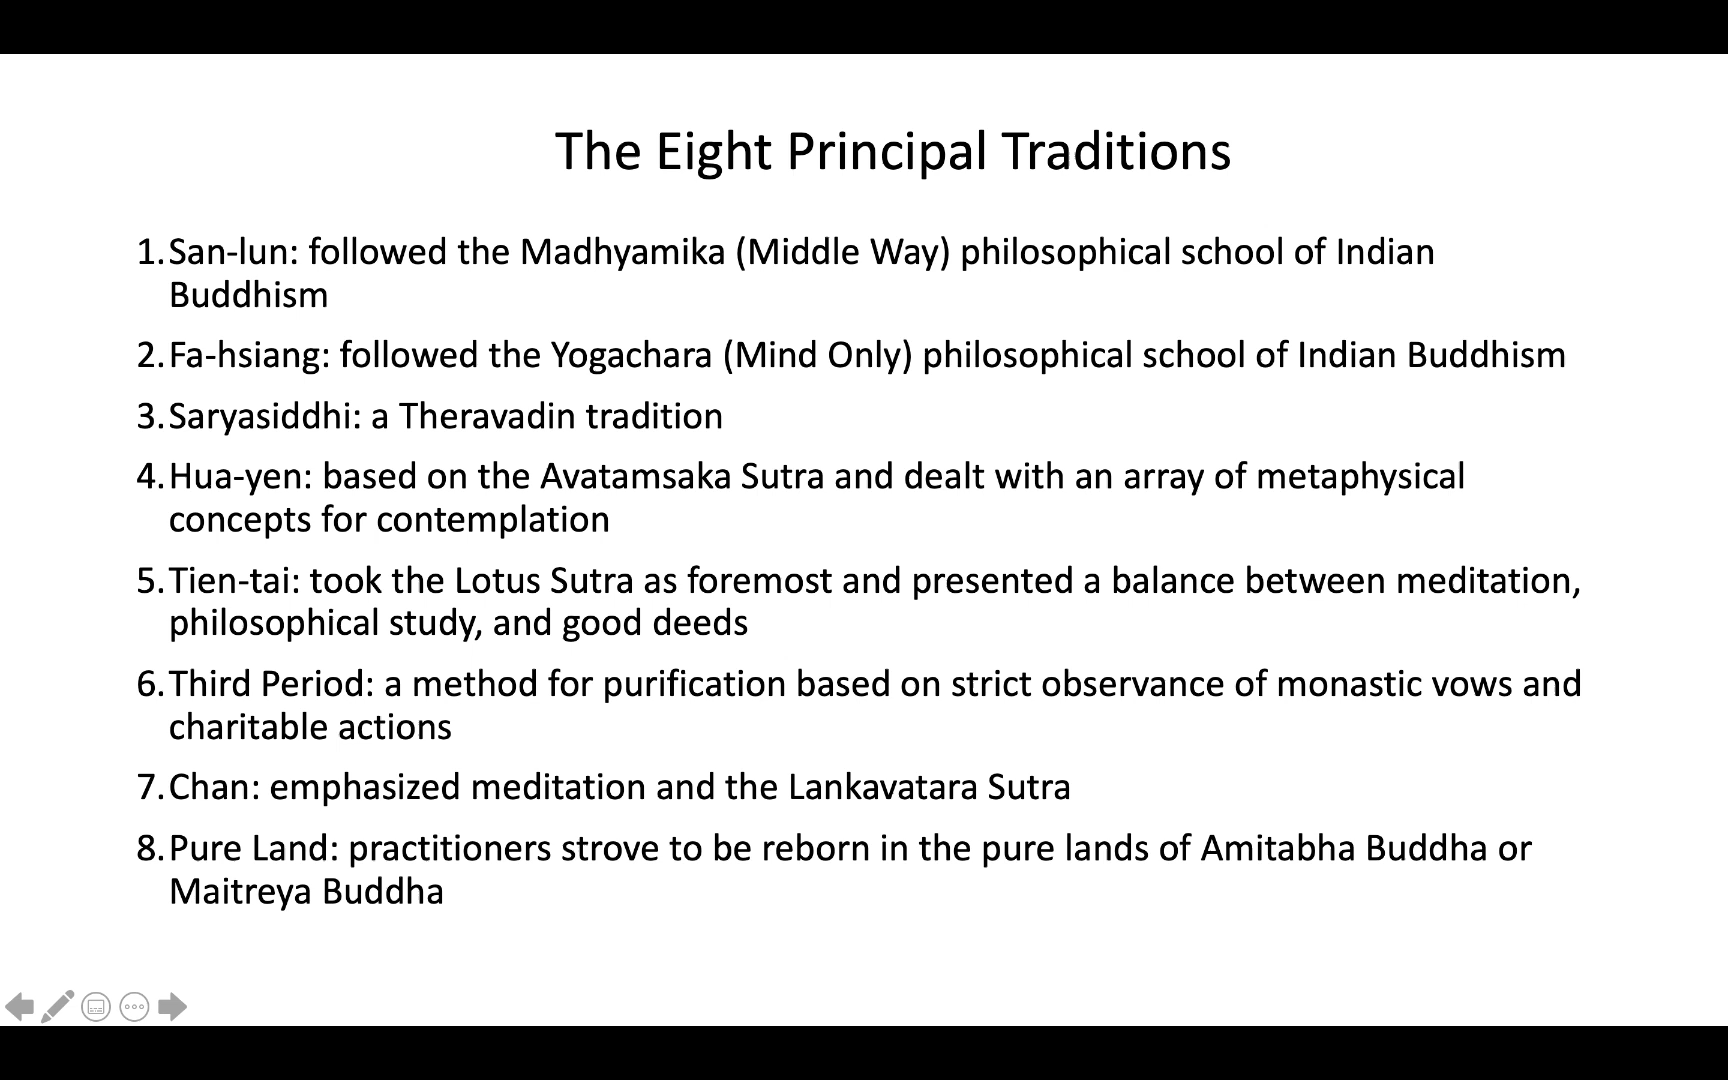 The Eight Principal Traditions
1. San-lun: followed the Madhyamika (Middle Way) philosophical school of Indian
Buddhism
2. Fa-hsiang: followed the Yogachara (Mind Only) philosophical school of Indian Buddhism
3. Saryasiddhi: a Theravadin tradition
4. Hua-yen: based on the Avatamsaka Sutra and dealt with an array of metaphysical
concepts for contemplation
5. Tien-tai: took the Lotus Sutra as foremost and presented a balance between meditation,
philosophical study, and good deeds
6. Third Period: a method for purification based on strict observance of monastic vows and
charitable actions
7. Chan: emphasized meditation and the Lankavatara Sutra
8. Pure Land: practitioners strove to be reborn in the pure lands of Amitabha Buddha or
Maitreya Buddha